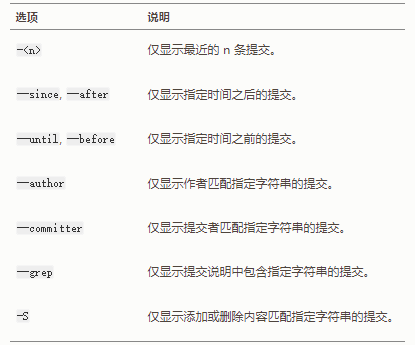 选项 说明
-<n> 仅显示最近的 n 条提交。
--since, --after 仅显示指定时间之后的提交。
--until, --before 仅显示指定时间之前的提交。
--author 仅显示作者匹配指定字符串的提交。
--committer 仅显示提交者匹配指定字符串的提交。
--grep 仅显示提交说明中包含指定字符串的提交。
-S 仅显示添加或删除内容匹配指定字符串的提交。